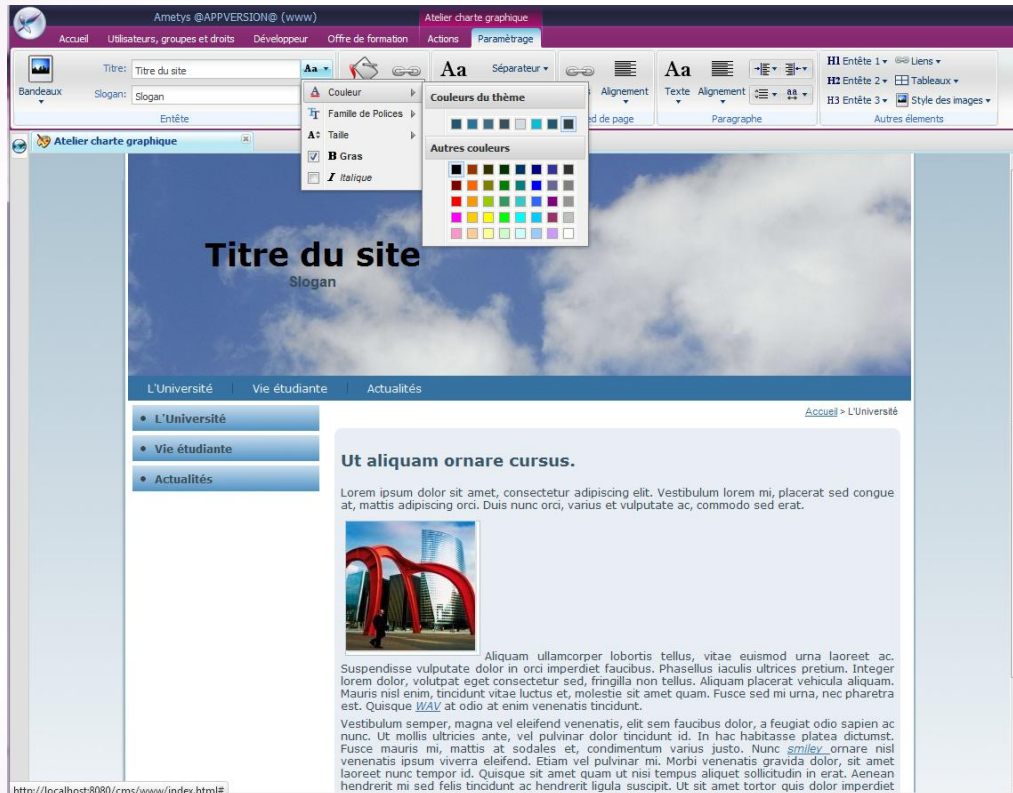 Ametys @APPVERSION@ (www)
Atelier charte graphique
Accueil Utilisateurs, groupes et droits Développeur Offre de formation Actions Paramètrage
Titre: Titre du site
Slogan: Slogan
Bandeaux
Entête
Aa
Aa Séparateur
Alignement
ed de page
Aa
Texte Alignement
Paragraphe
H1 Entête 1 Liens
H2 Entête 2 Tableaux
H3 Entête 3 Style des images
Autres élements
Couleur
Famille de Polices
Taille
B Gras
I Italique
Couleurs du thème
Autres couleurs
Atelier charte graphique
Titre du site
Slogan
L'Université Vie étudiante Actualités
L'Université
Vie étudiante
Actualités
Accueil > L'Université
Ut aliquam ornare cursus.
Lorem ipsum dolor sit amet, consectetur adipiscing elit. Vestibulum lorem mi, placerat sed congue
at, mattis adipiscing orci. Duis nunc orci, varius et vulputate ac, commodo sed erat.
Aliquam ullamcorper lobortis tellus, vitae euismod urna laoreet ac.
Suspendisse vulputate dolor in orci imperdiet faucibus. Phasellus iaculis ultrices pretium. Integer
lorem dolor, volutpat eget consectetur sed, fringilla non tellus. Aliquam placerat vehicula aliquam.
Mauris nisl enim, tincidunt vitae luctus et, molestie sit amet quam. Fusce sed mi urna, nec pharetra
est. Quisque WAV at odio at enim venenatis tincidunt.
Vestibulum semper, magna vel eleifend venenatis, elit sem faucibus dolor, a feugiat odio sapien ac
nunc. Ut mollis ultricies ante, vel pulvinar dolor tincidunt id. In hac habitasse platea dictumst.
Fusce mauris mi, mattis at sodales et, condimentum varius justo. Nunc smiley ornare nisl
venenatis ipsum viverra eleifend. Etiam vel pulvinar mi. Morbi venenatis gravida dolor, sit amet
laoreet nunc tempor id. Quisque sit amet quam ut nisi tempus aliquet sollicitudin in erat. Aenean
hendrerit mi sed felis tincidunt ac hendrerit ligula suscipit. Ut sit amet tortor quis dolor imperdiet
http://localhost:8080/cms/www/index.html#